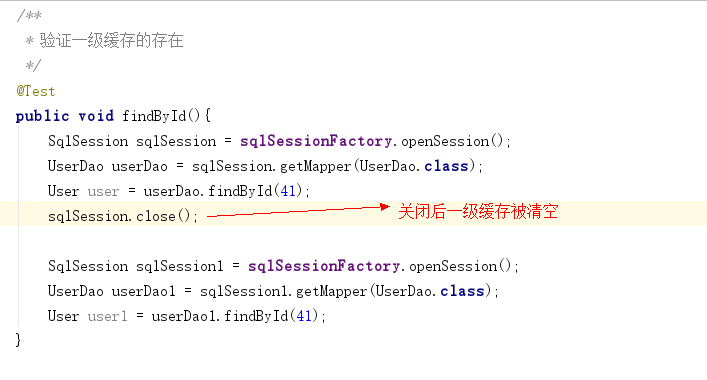 /**
 * 验证一级缓存的存在
 */
@Test
public void findById(){
    SqlSession sqlSession = sqlSessionFactory.openSession();
    UserDao userDao = sqlSession.getMapper(UserDao.class);
    User user = userDao.findById(41);
    sqlSession.close(); 关闭后一级缓存被清空

    SqlSession sqlSession1 = sqlSessionFactory.openSession();
    UserDao userDao1 = sqlSession1.getMapper(UserDao.class);
    User user1 = userDao1.findById(41);
}